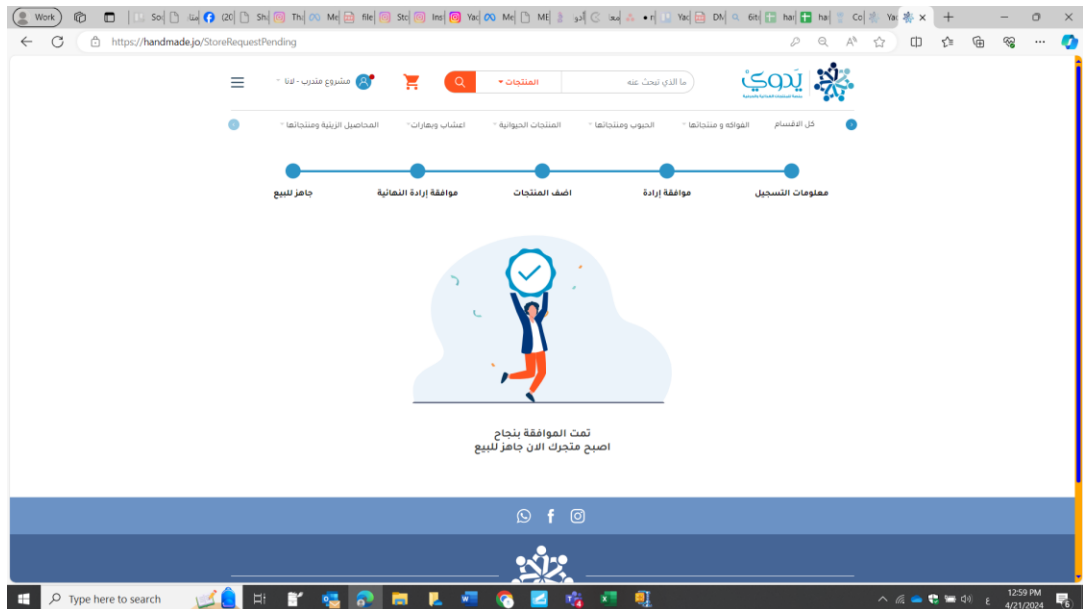 Work
https://handmade.jo/StoreRequestPending
يَدويّ
ما الذي تبحث عنه
المنتجات
مشروع متدرب - لانا
كل الاقسام
الفواكه و منتجاتها
الحبوب ومنتجاتها
المنتجات الحيوانية
اعشاب وبهارات
المحاصيل الزيتية ومنتجاتها
معلومات التسجيل
موافقة إرادة
اضف المنتجات
موافقة إرادة النهائية
جاهز للبيع
تمت الموافقة بنجاح
اصبح متجرك الان جاهز للبيع
Type here to search
12:59 PM
4/21/2024